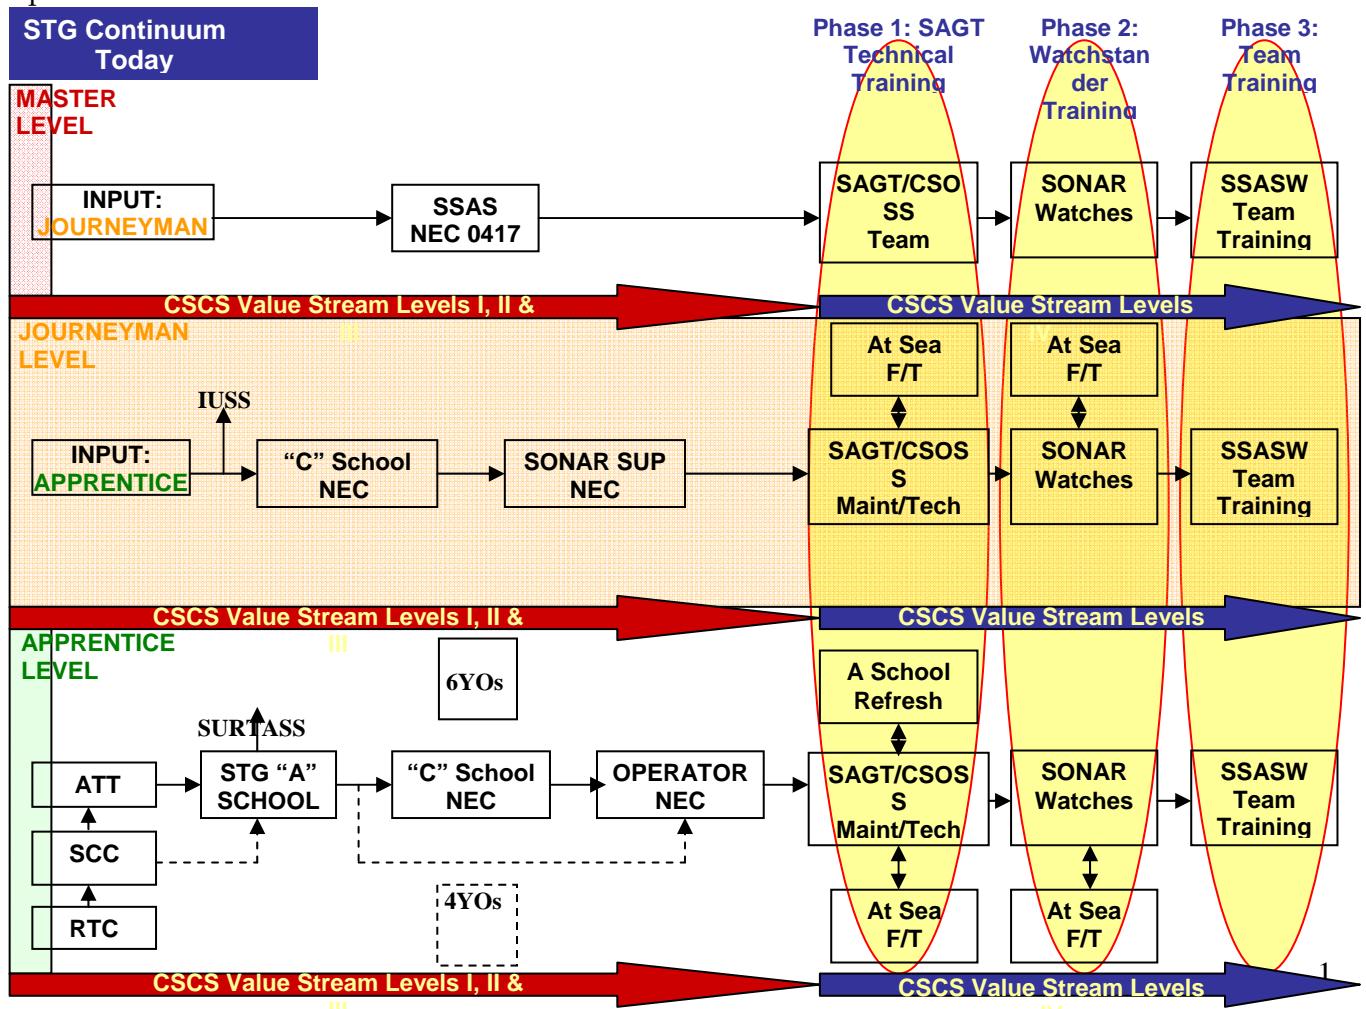 STG Continuum
Today
Phase 1: SAGT
Technical
Training
Phase 2:
Watchstan
der
Training
Phase 3:
Team
Training
MASTER
LEVEL
INPUT:
JOURNEYMAN
SSAS
NEC 0417
SAGT/CSO
SS
Team
SONAR
Watches
SSASW
Team
Training
CSCS Value Stream Levels I, II &
III
CSCS Value Stream Levels
IV
JOURNEYMAN
LEVEL
At Sea
F/T
At Sea
F/T
IUSS
INPUT:
APPRENTICE
“C” School
NEC
SONAR SUP
NEC
SAGT/CSOS
S
Maint/Tech
SONAR
Watches
SSASW
Team
Training
CSCS Value Stream Levels I, II &
III
CSCS Value Stream Levels
APPRENTICE
LEVEL
6YOs
A School
Refresh
SURTASS
ATT
STG “A”
SCHOOL
“C” School
NEC
OPERATOR
NEC
SAGT/CSOS
S
Maint/Tech
SONAR
Watches
SSASW
Team
Training
SCC
RTC
4YOs
At Sea
F/T
At Sea
F/T
1
CSCS Value Stream Levels I, II &
CSCS Value Stream Levels